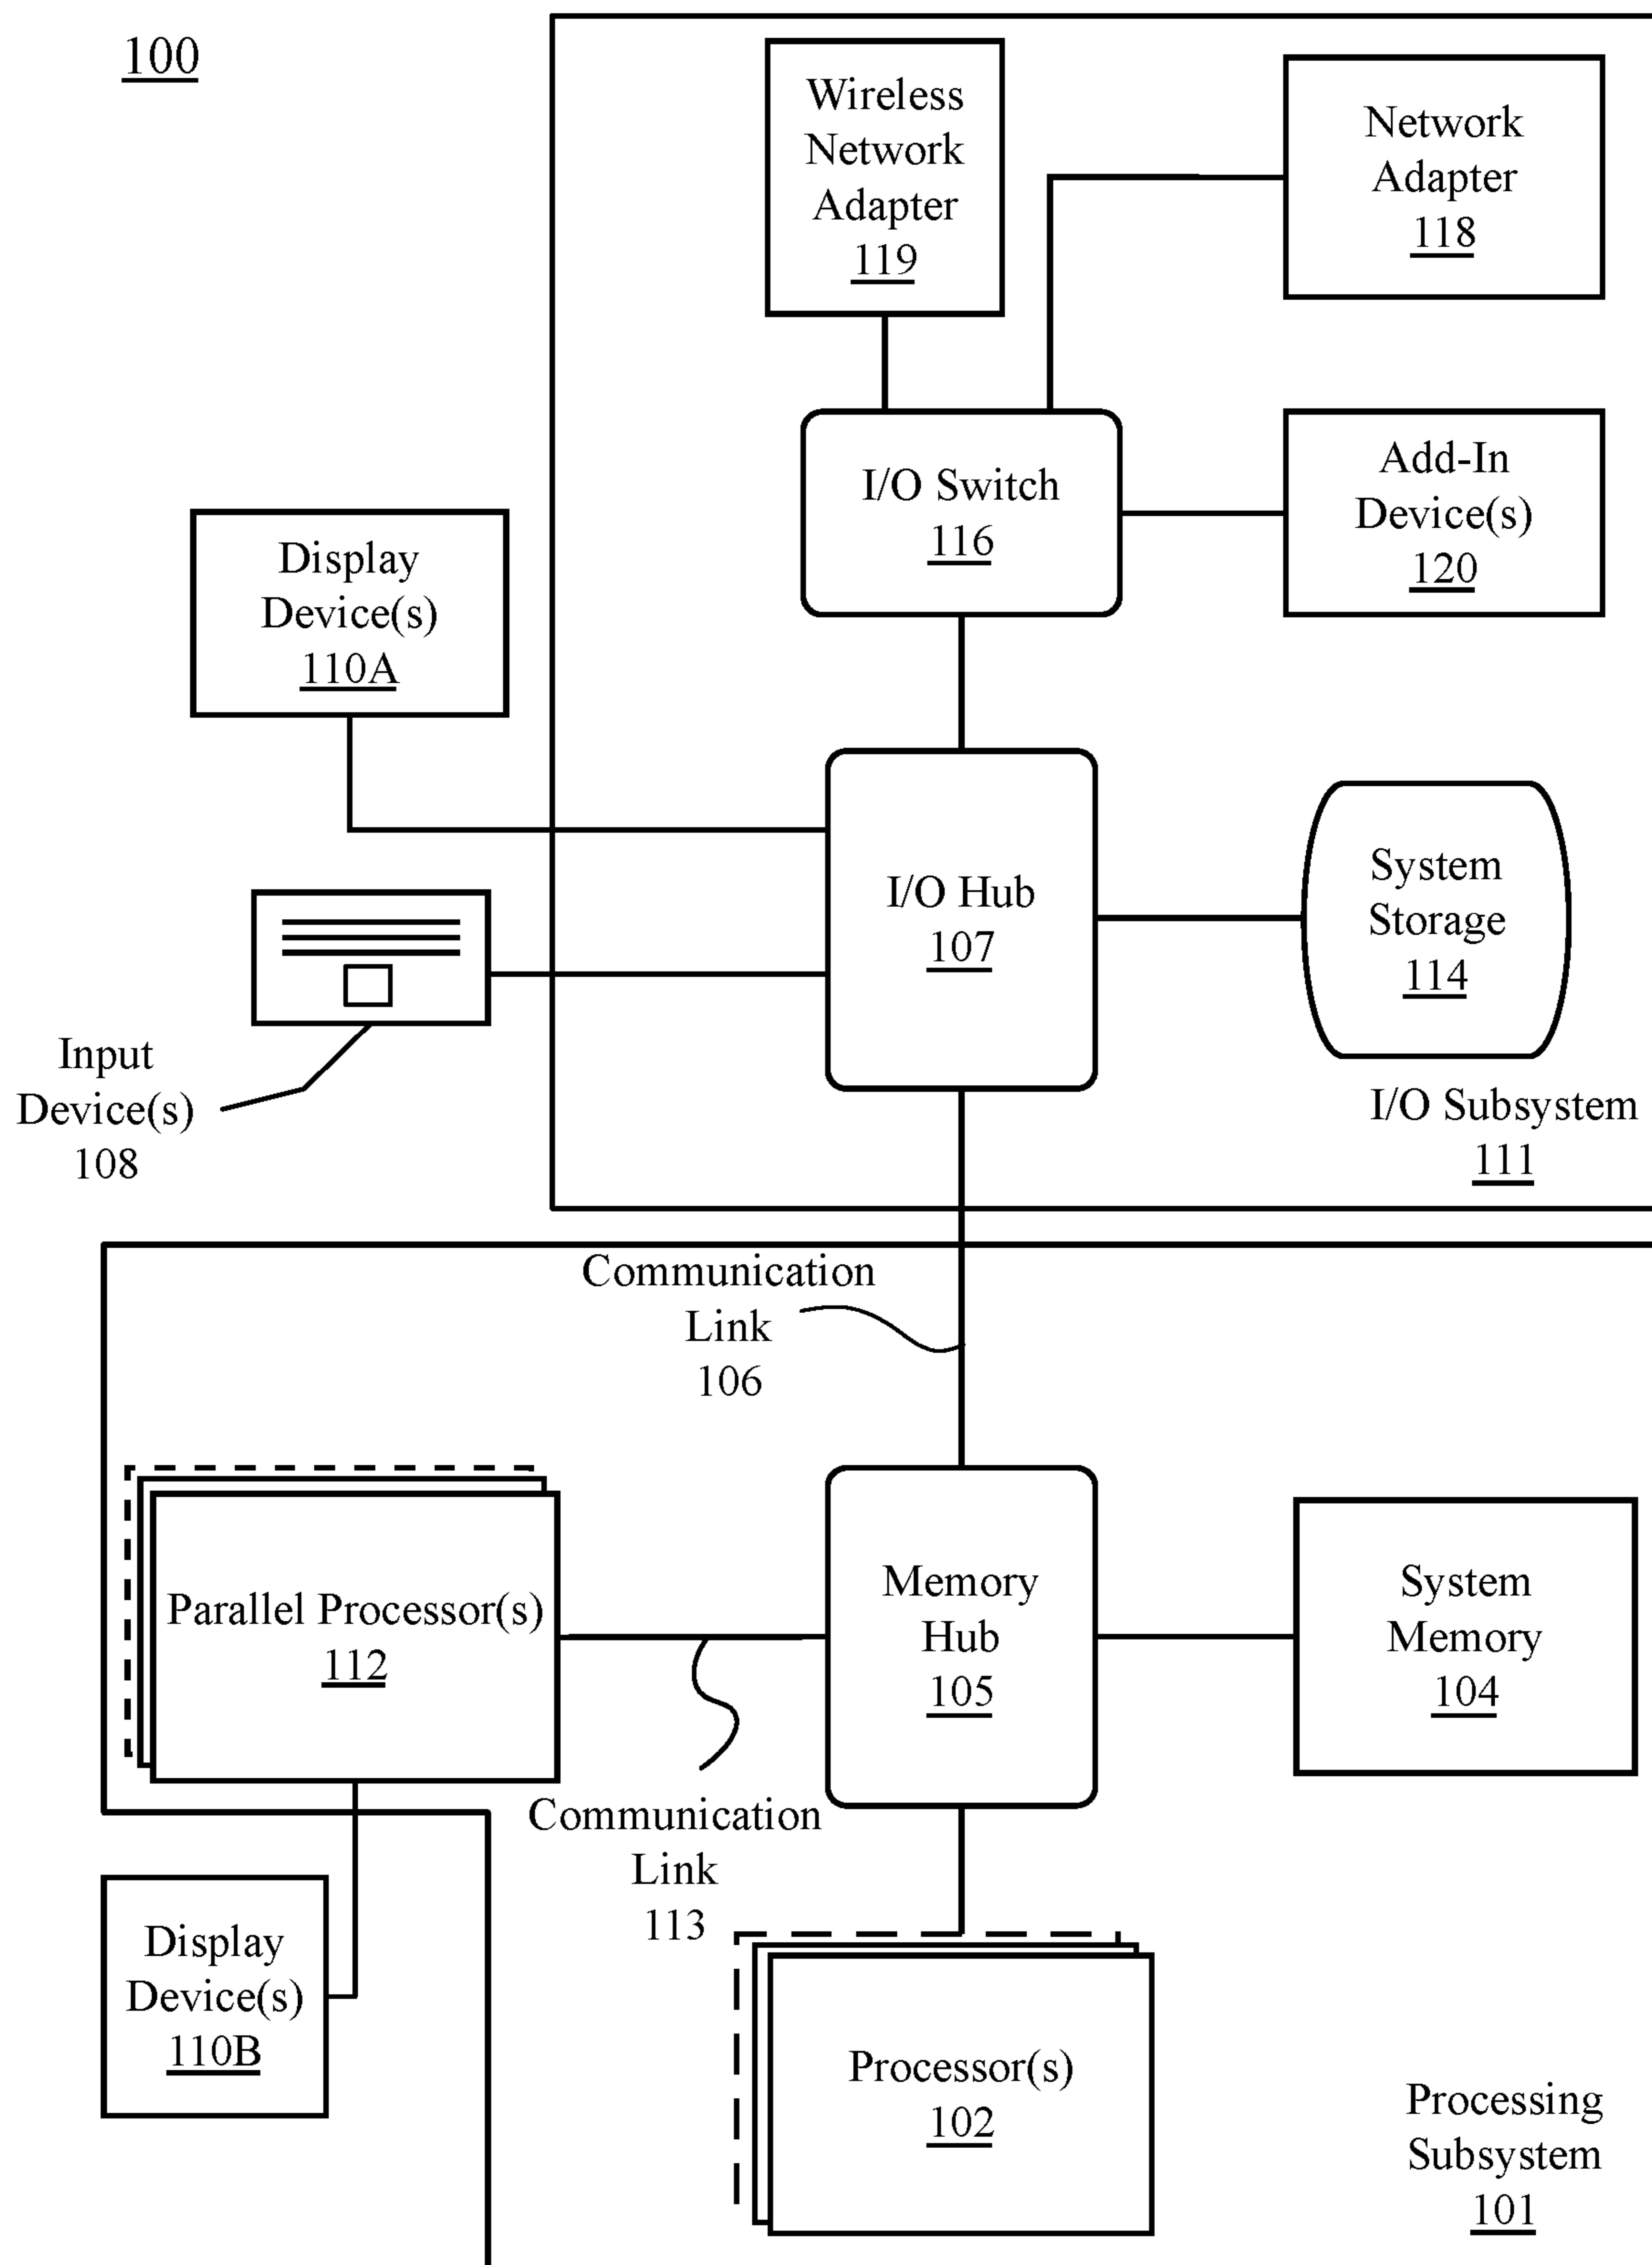 100
Wireless
Network
Adapter
119
Network
Adapter
118
I/O Switch
116
Add-In
Device(s)
120
Display
Device(s)
110A
I/O Hub
107
System
Storage
114
Input
Device(s)
108
I/O Subsystem
111
Communication
Link
106
Parallel Processor(s)
112
Memory
Hub
105
System
Memory
104
Communication
Link
113
Display
Device(s)
110B
Processor(s)
102
Processing
Subsystem
101